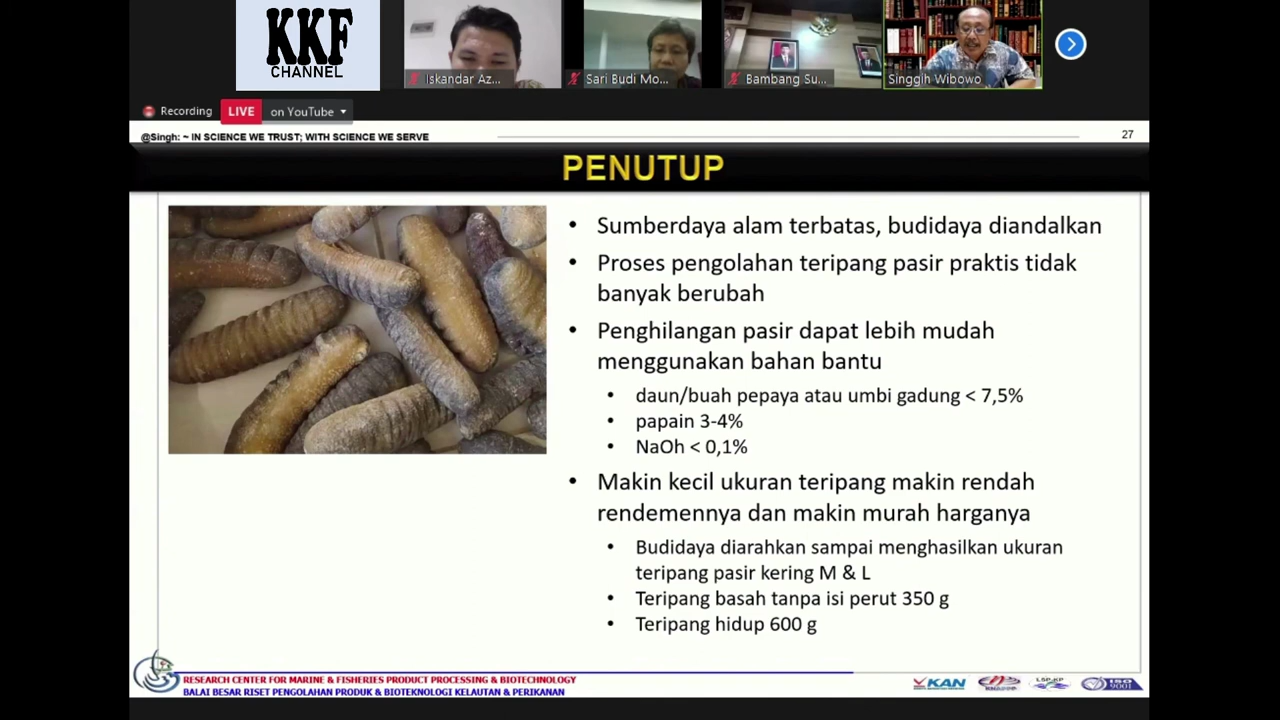 KKF
CHANNEL
Iskandar Az...
Sari Budi Mo...
Bambang Su...
Singgih Wibowo
Recording
LIVE
on YouTube
@Singh: ~ IN SCIENCE WE TRUST; WITH SCIENCE WE SERVE
27
PENUTUP
• Sumberdaya alam terbatas, budidaya diandalkan
• Proses pengolahan teripang pasir praktis tidak
banyak berubah
• Penghilangan pasir dapat lebih mudah
menggunakan bahan bantu
• daun/buah pepaya atau umbi gadung < 7,5%
• papain 3-4%
• NaOh < 0,1%
• Makin kecil ukuran teripang makin rendah
rendemennya dan makin murah harganya
• Budidaya diarahkan sampai menghasilkan ukuran
teripang pasir kering M & L
• Teripang basah tanpa isi perut 350 g
• Teripang hidup 600 g
RESEARCH CENTER FOR MARINE & FISHERIES PRODUCT PROCESSING & BIOTECHNOLOGY
BALAI BESAR RISET PENGOLAHAN PRODUK & BIOTEKNOLOGI KELAUTAN & PERIKANAN
KAN
LSP-KP
ISO
9001